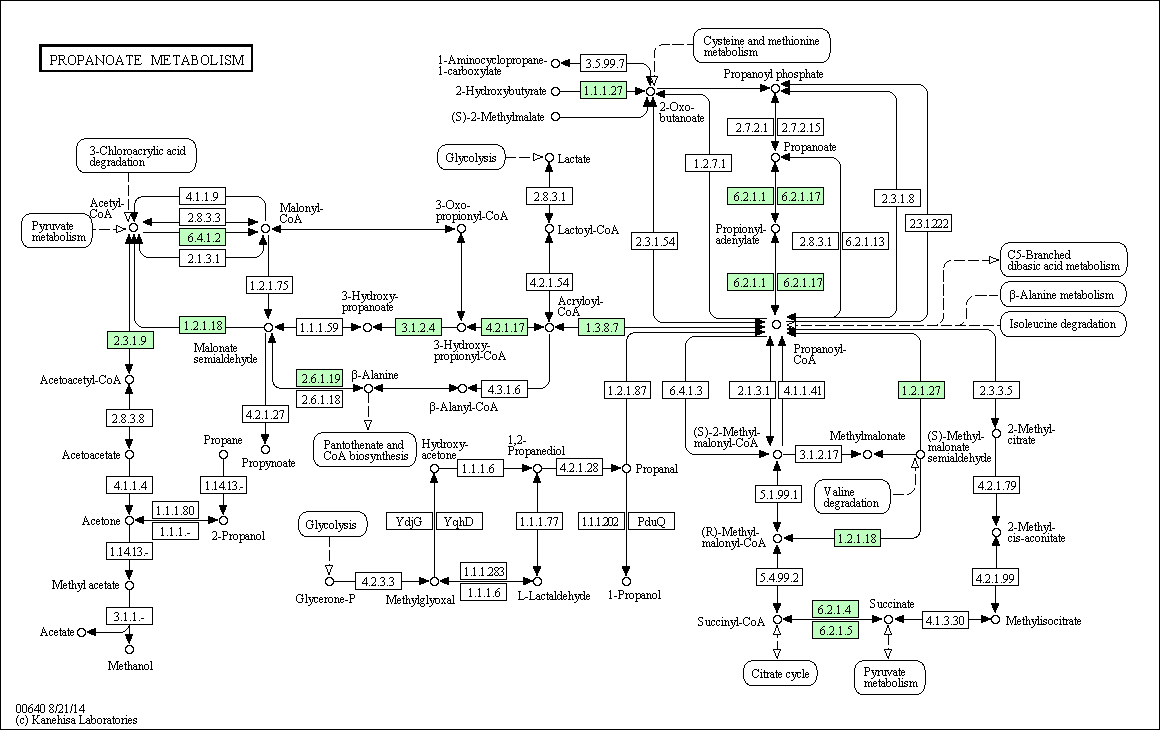 PROPANOATE METABOLISM
Cysteine and methionine
metabolism
1-Aminocyclopropane-
1-carboxylate
3.5.99.7
Propanoyl phosphate
2-Hydroxybutyrate
1.1.1.27
2-Oxo-
butanoate
(S)-2-Methylmalate
2.7.2.1
2.7.2.15
3-Chloroacrylic acid
degradation
Glycolysis
Lactate
1.2.7.1
Propanoate
4.1.1.9
2.8.3.1
6.2.1.1
6.2.1.17
2.3.1.8
Acetyl-
CoA
2.8.3.3
Malonyl-
CoA
3-Oxo-
propionyl-CoA
2.3.1.222
Pyruvate
metabolism
6.4.1.2
Lactoyl-CoA
2.3.1.54
Propionyl-
adenylate
2.8.3.1
6.2.1.13
2.1.3.1
C5-Branched
dibasic acid metabolism
1.2.1.75
4.2.1.54
6.2.1.1
6.2.1.17
β-Alanine metabolism
3-Hydroxy-
propanoate
Acryloyl-
CoA
1.2.1.18
1.1.1.59
3.1.2.4
4.2.1.17
1.3.8.7
Isoleucine degradation
2.3.1.9
Malonate
semialdehyde
3-Hydroxy-
propionyl-CoA
Propanoyl-
CoA
Acetoacetyl-CoA
2.6.1.19
β-Alanine
2.6.1.18
4.3.1.6
β-Alanyl-CoA
1.2.1.87
6.4.1.3
2.1.3.1
4.1.1.41
1.2.1.27
2.3.3.5
2.8.3.8
4.2.1.27
Propane
Pantothenate and
CoA biosynthesis
Hydroxy-
acetone
1,2-
Propanediol
(S)-2-Methyl-
malonyl-CoA
Methylmalonate
(S)-Methyl-
malonate
semialdehyde
2-Methyl-
citrate
Acetoacetate
Propynoate
1.1.1.6
4.2.1.28
Propanal
3.1.2.17
4.1.1.4
1.14.13.-
5.1.99.1
Valine
degradation
4.2.1.79
1.1.1.80
Acetone
1.1.1.-
2-Propanol
Glycolysis
YdjG
YqhD
1.1.1.77
1.1.1.202
PduQ
(R)-Methyl-
malonyl-CoA
1.2.1.18
2-Methyl-
cis-aconitate
1.14.13.-
Methyl acetate
4.2.3.3
1.1.1.283
1.1.1.6
5.4.99.2
4.2.1.99
Glycerone-P
Methylglyoxal
L-Lactaldehyde
1-Propanol
3.1.1.-
6.2.1.4
Succinate
Acetate
Succinyl-CoA
6.2.1.5
4.1.3.30
Methylisocitrate
Methanol
Citrate cycle
Pyruvate
metabolism
00640 8/21/14
(c) Kanehisa Laboratories